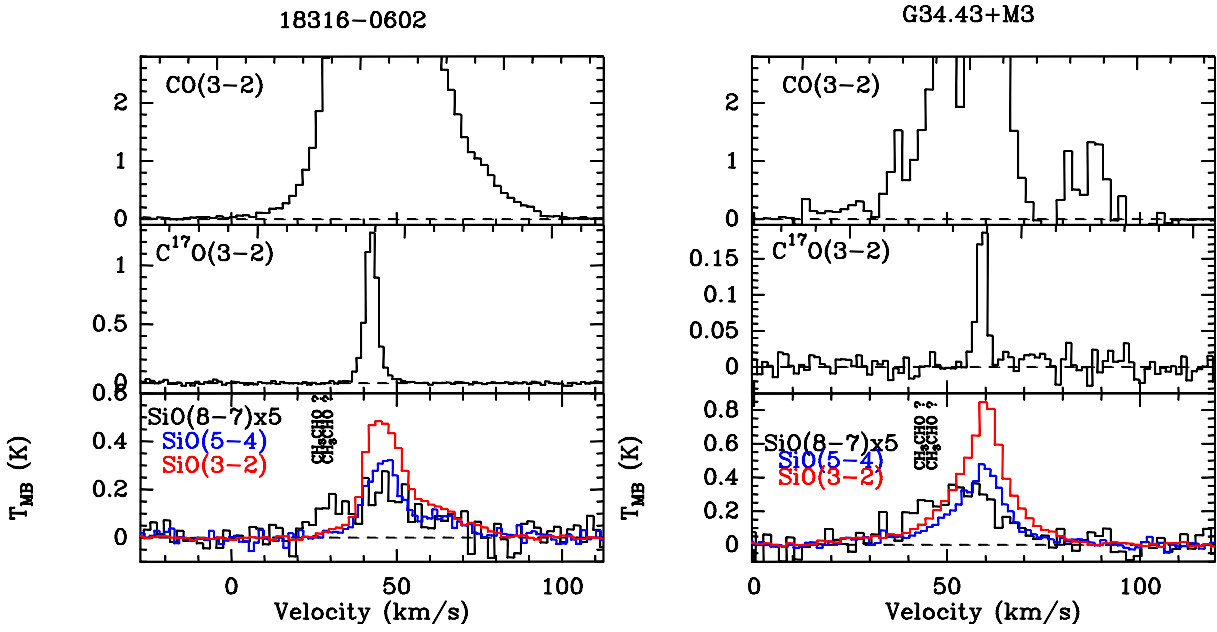 18316-0602
CO(3-2)
2
1
0
C¹⁷O(3-2)
1
0.5
0
0.6
SiO(8-7)x5
SiO(5-4)
SiO(3-2)
CH₃CHO ?
CH₃CHO ?
0.4
0.2
0
T_MB (K)
0 50 100
Velocity (km/s)
G34.43+M3
CO(3-2)
2
1
0
C¹⁷O(3-2)
0.15
0.1
0.05
0
SiO(8-7)x5
SiO(5-4)
SiO(3-2)
CH₃CHO ?
CH₃CHO ?
0.8
0.6
0.4
0.2
0
T_MB (K)
0 50 100
Velocity (km/s)